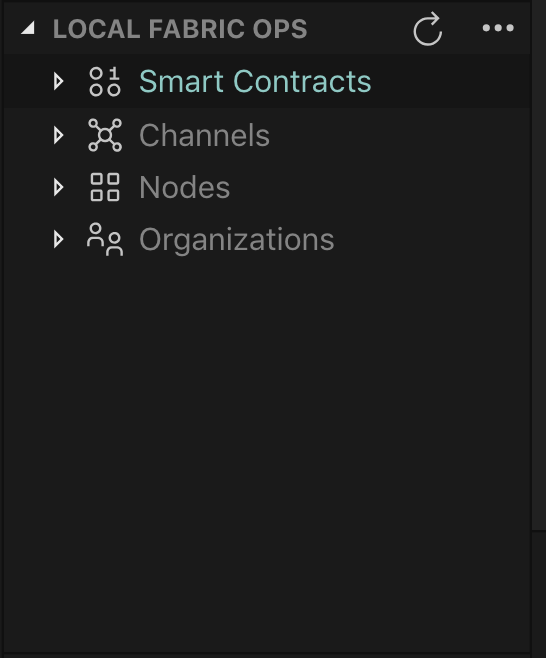 LOCAL FABRIC OPS
Smart Contracts
Channels
Nodes
Organizations